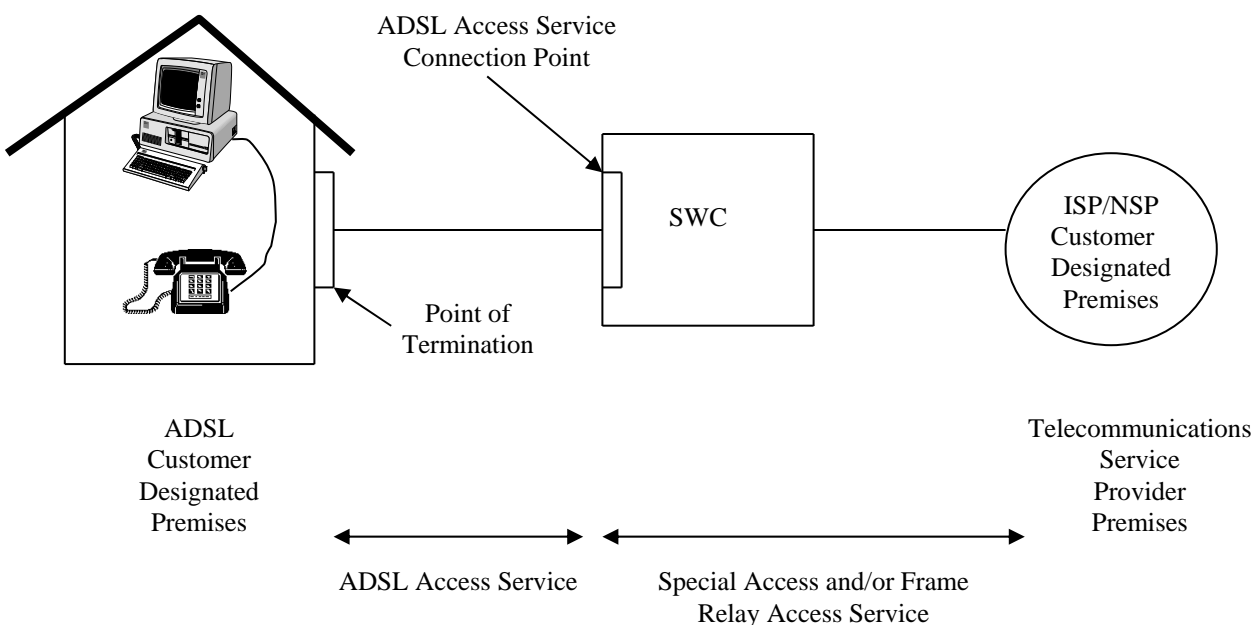 ADSL Access Service
Connection Point
SWC
ISP/NSP
Customer
Designated
Premises
Point of
Termination
ADSL
Customer
Designated
Premises
Telecommunications
Service
Provider
Premises
ADSL Access Service
Special Access and/or Frame
Relay Access Service